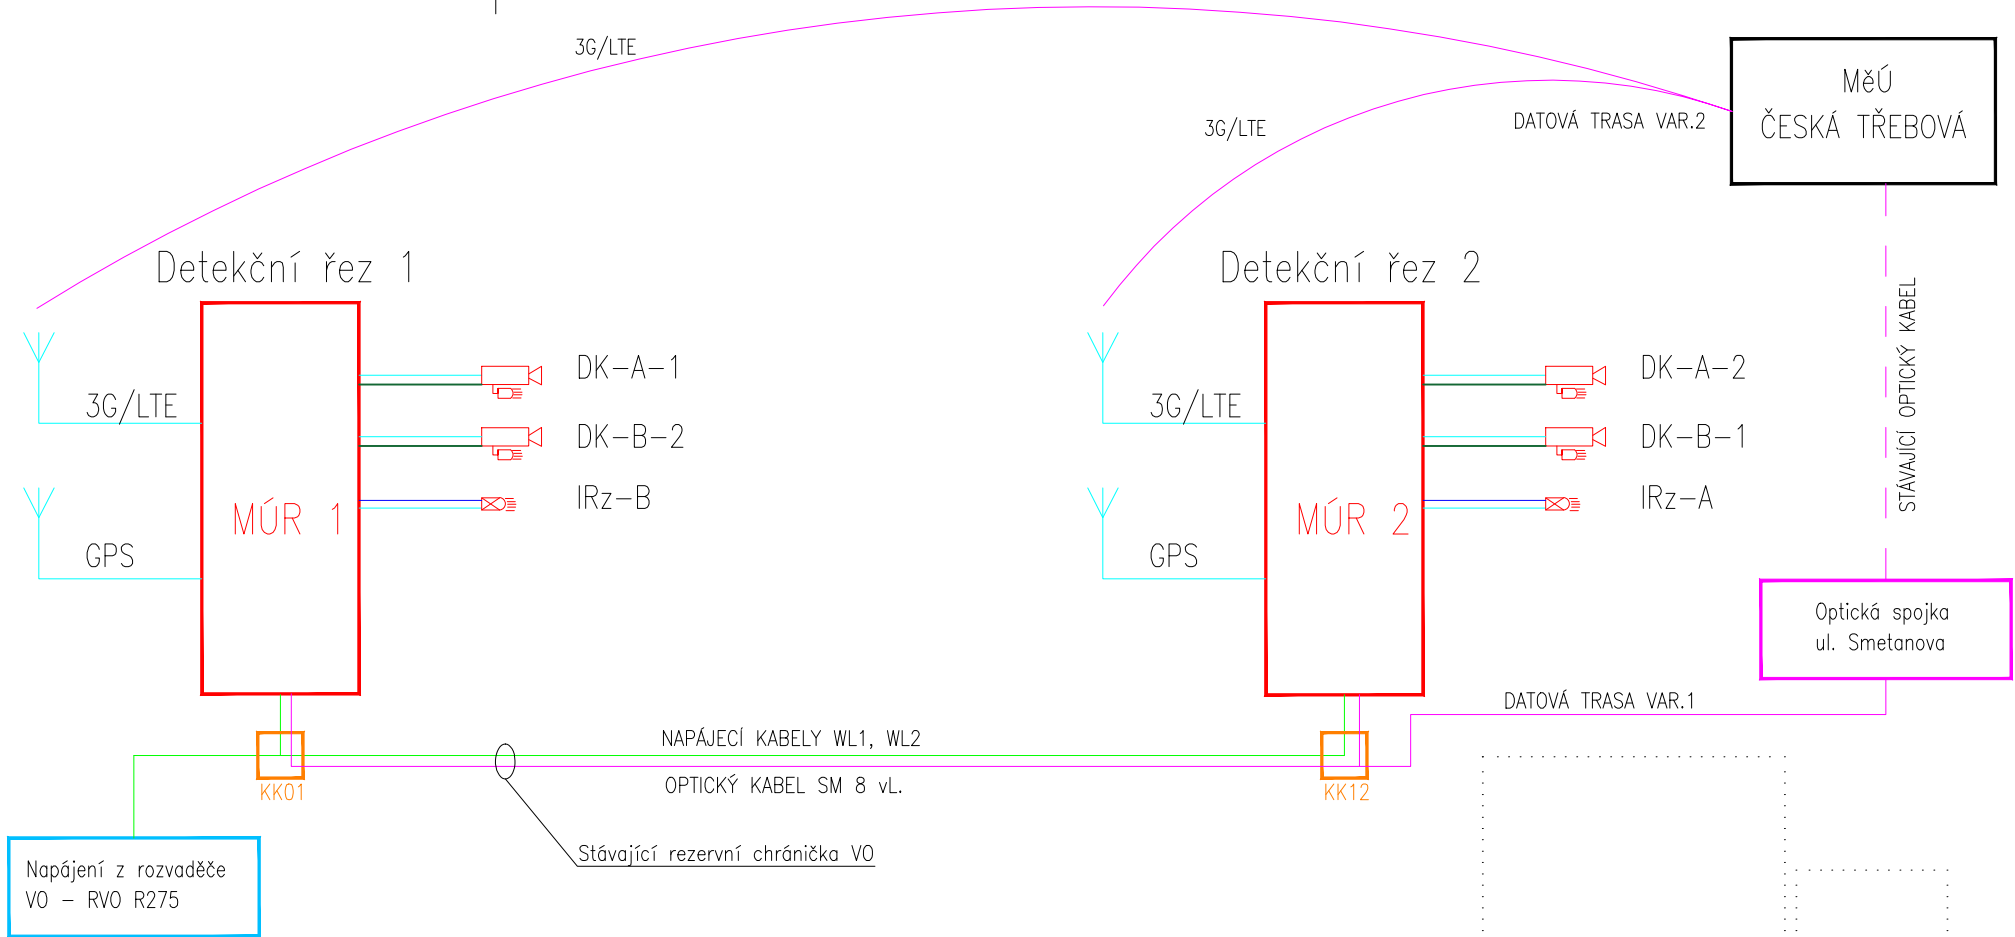 3G/LTE
MěÚ
ČESKÁ TŘEBOVÁ
3G/LTE
DATOVÁ TRASA VAR.2
Detekční řez 1
Detekční řez 2
STÁVAJÍCÍ OPTICKÝ KABEL
DK-A-1
3G/LTE
DK-B-2
IRz-B
MÚR 1
GPS
DK-A-2
3G/LTE
DK-B-1
IRz-A
MÚR 2
GPS
Optická spojka
ul. Smetanova
DATOVÁ TRASA VAR.1
NAPÁJECÍ KABELY WL1, WL2
OPTICKÝ KABEL SM 8 vL.
KK01
KK12
Stávající rezervní chránička VO
Napájení z rozvaděče
VO - RVO R275